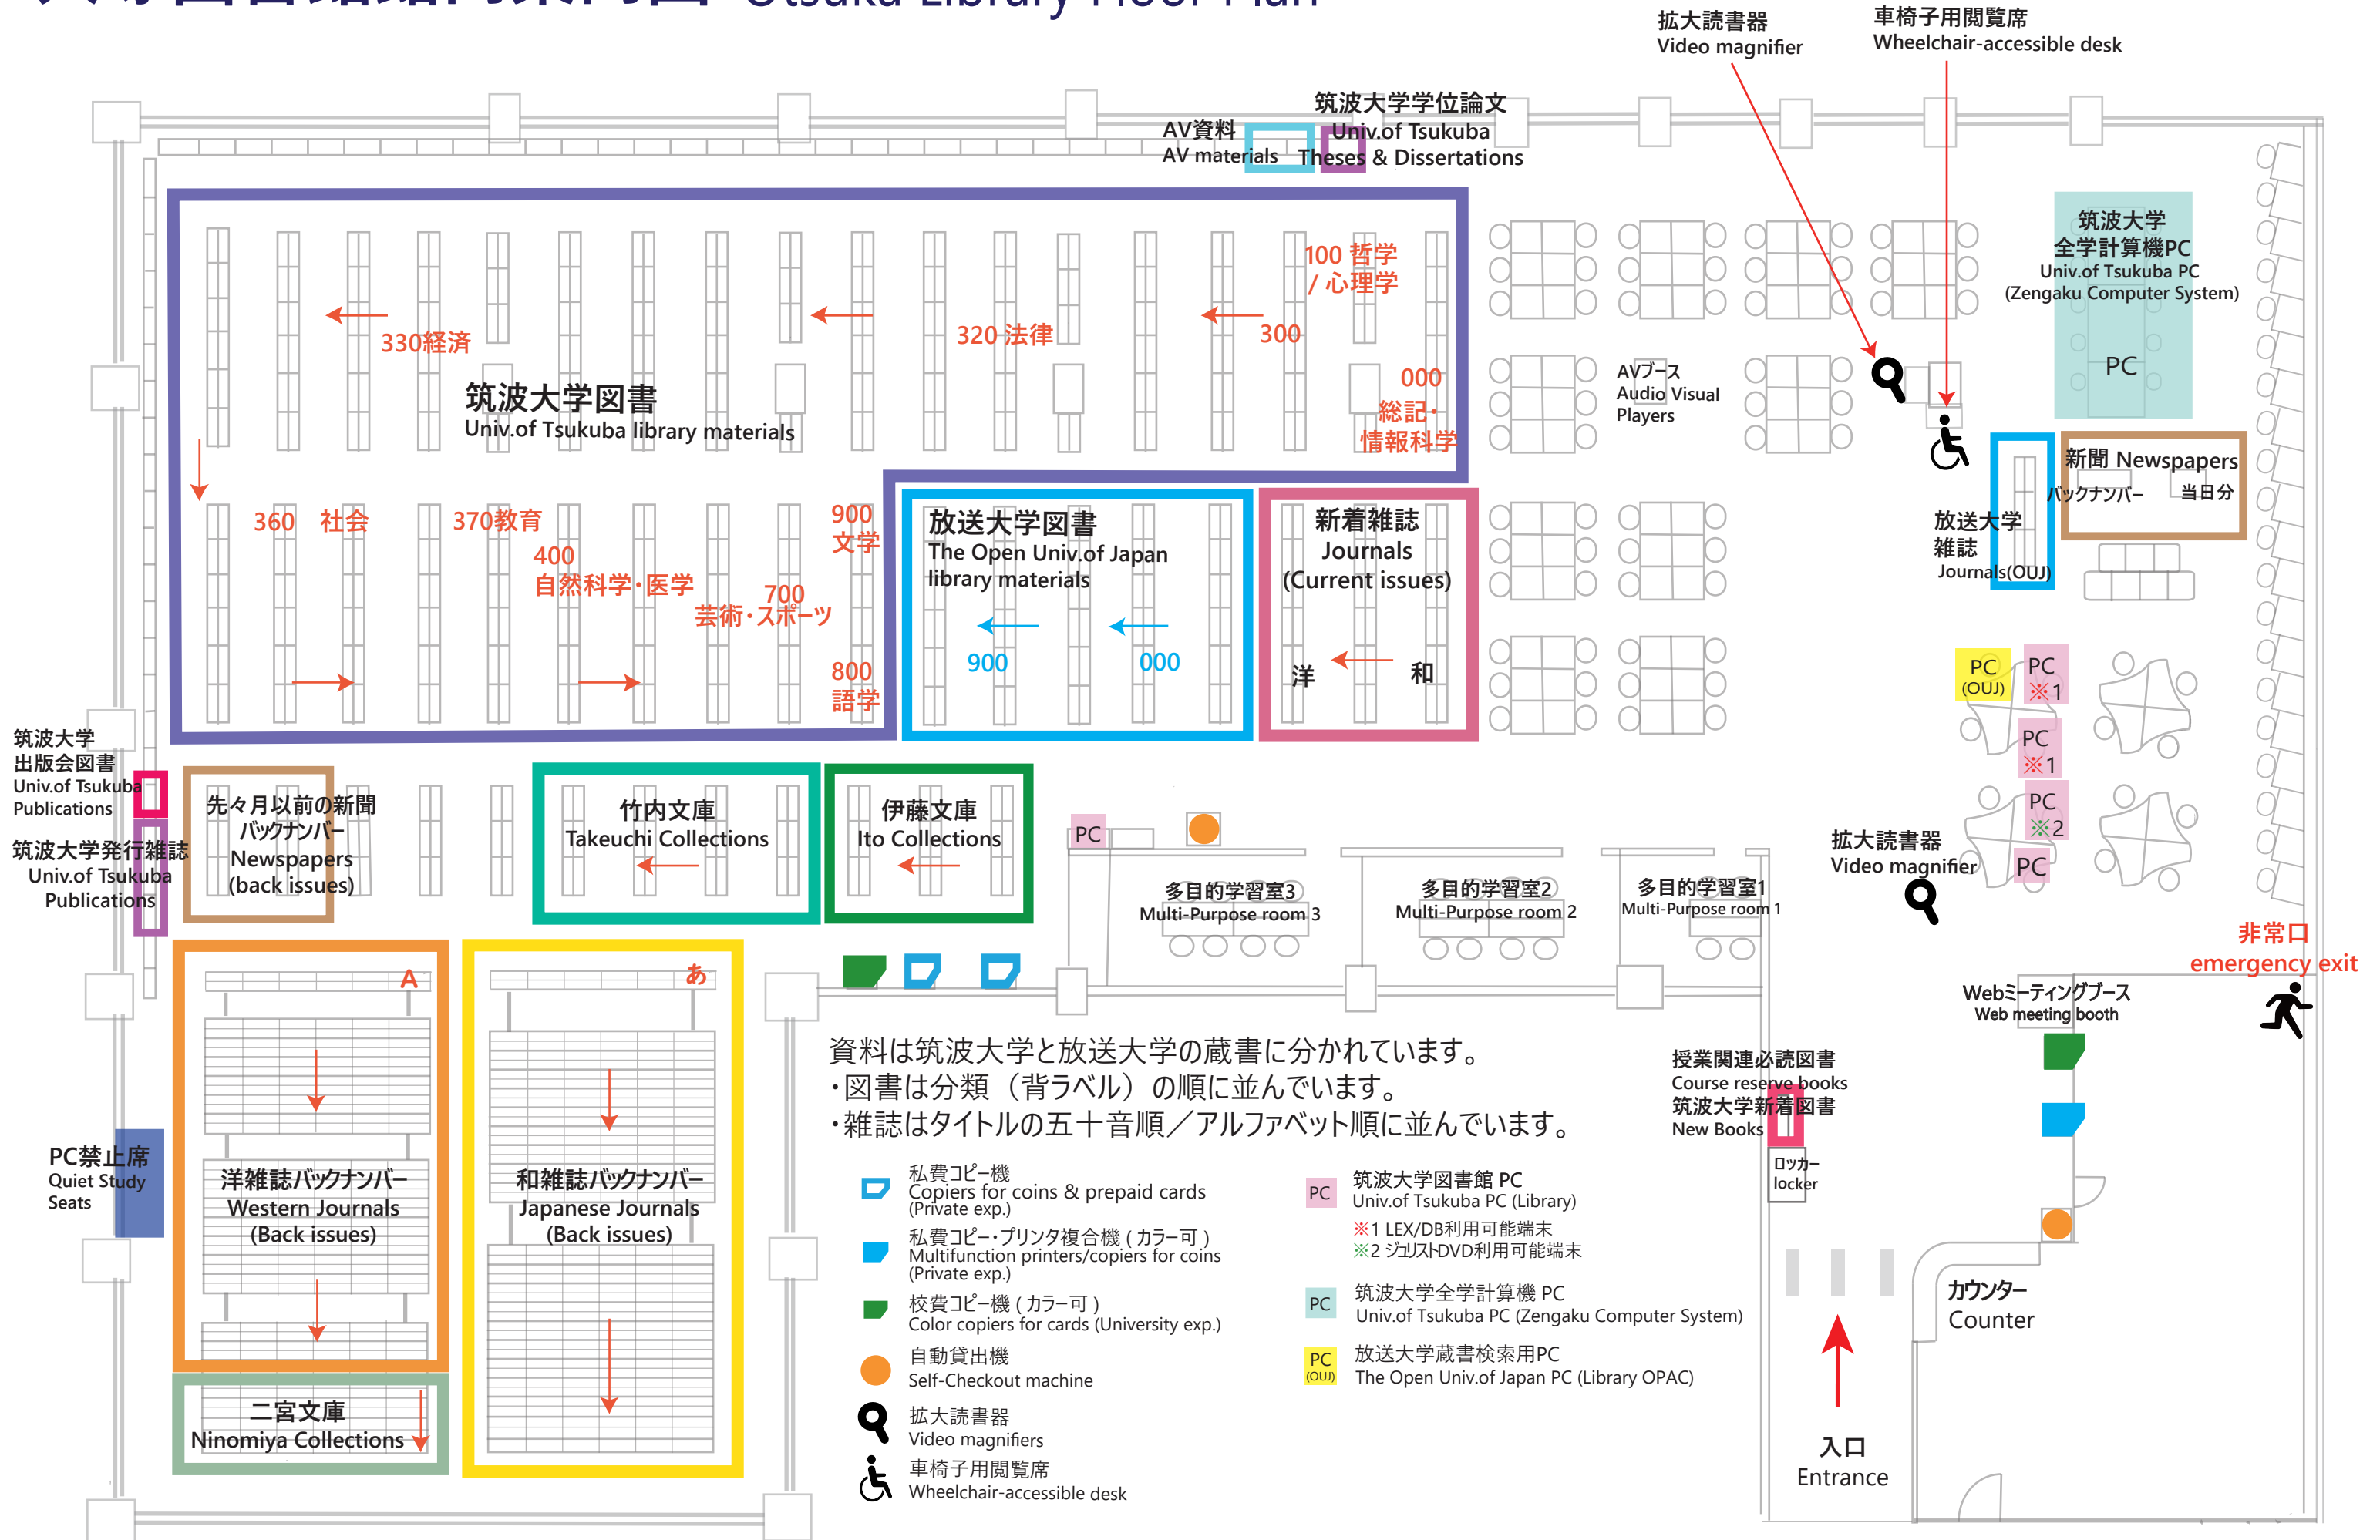 Otsuka Library Floor Plan
拡大読書器
Video magnifier
車椅子用閲覧席
Wheelchair-accessible desk
AV資料
AV materials
筑波大学学位論文
Univ.of Tsukuba
Theses & Dissertations
100 哲学
/ 心理学
330経済
320 法律
300
000
総記・
情報科学
筑波大学図書
Univ.of Tsukuba library materials
AVブース
Audio Visual
Players
筑波大学
全学計算機PC
Univ.of Tsukuba PC
(Zengaku Computer System)
PC
新聞 Newspapers
バックナンバー
当日分
放送大学
雑誌
Journals(OUJ)
360 社会
370教育
400
自然科学・医学
700
芸術・スポーツ
900
文学
800
語学
放送大学図書
The Open Univ.of Japan
library materials
900
000
新着雑誌
Journals
(Current issues)
洋
和
PC
(OUJ)
PC
※1
PC
※1
PC
※2
PC
筑波大学
出版会図書
Univ.of Tsukuba
Publications
筑波大学発行雑誌
Univ.of Tsukuba
Publications
先々月以前の新聞
バックナンバー
Newspapers
(back issues)
竹内文庫
Takeuchi Collections
伊藤文庫
Ito Collections
PC
多目的学習室3
Multi-Purpose room 3
多目的学習室2
Multi-Purpose room 2
多目的学習室1
Multi-Purpose room 1
拡大読書器
Video magnifier
非常口
emergency exit
Webミーティングブース
Web meeting booth
A
あ
PC禁止席
Quiet Study
Seats
洋雑誌バックナンバー
Western Journals
(Back issues)
和雑誌バックナンバー
Japanese Journals
(Back issues)
二宮文庫
Ninomiya Collections
資料は筑波大学と放送大学の蔵書に分かれています。
・図書は分類（背ラベル）の順に並んでいます。
・雑誌はタイトルの五十音順／アルファベット順に並んでいます。
授業関連必読図書
Course reserve books
筑波大学新着図書
New Books
ロッカー
locker
私費コピー機
Copiers for coins & prepaid cards
(Private exp.)
私費コピー・プリンタ複合機 ( カラー可 )
Multifunction printers/copiers for coins
(Private exp.)
校費コピー機 ( カラー可 )
Color copiers for cards (University exp.)
自動貸出機
Self-Checkout machine
拡大読書器
Video magnifiers
車椅子用閲覧席
Wheelchair-accessible desk
PC
筑波大学図書館 PC
Univ.of Tsukuba PC (Library)
※1 LEX/DB利用可能端末
※2 ジュリストDVD利用可能端末
PC
筑波大学全学計算機 PC
Univ.of Tsukuba PC (Zengaku Computer System)
PC
(OUJ)
放送大学蔵書検索用PC
The Open Univ.of Japan PC (Library OPAC)
カウンター
Counter
入口
Entrance